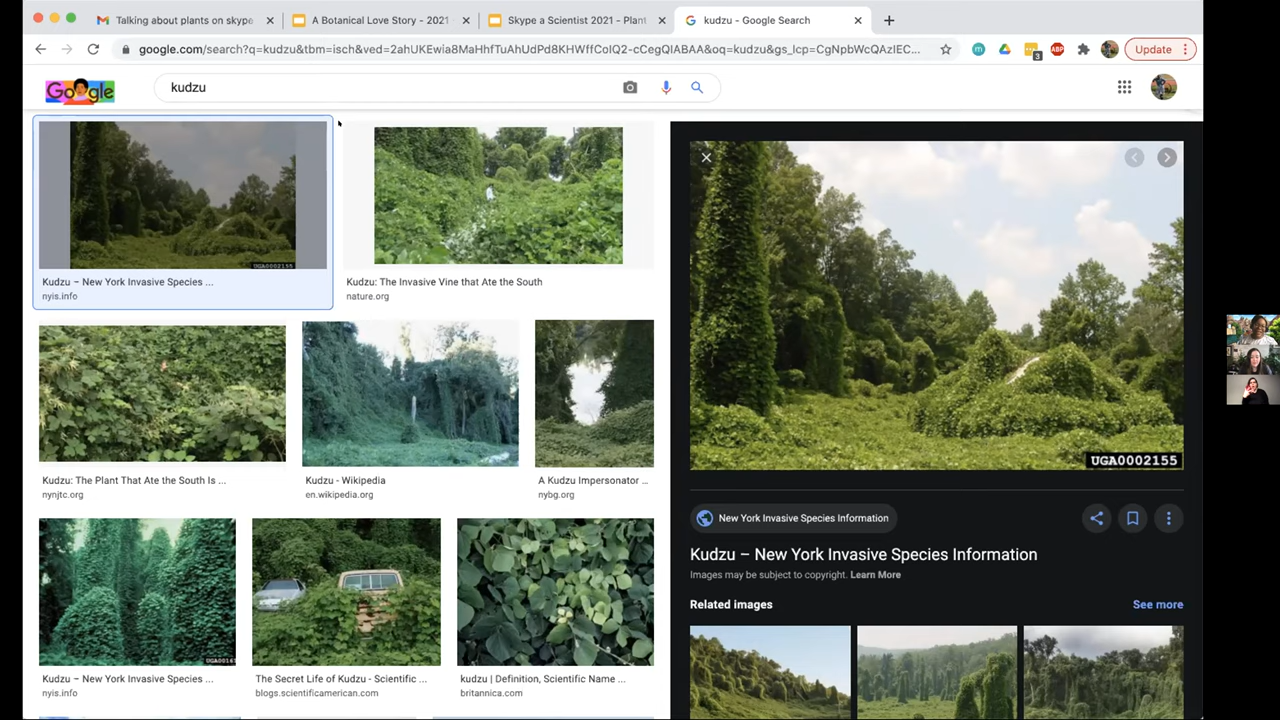 Talking about plants on skype
A Botanical Love Story - 2021
Skype a Scientist 2021 - Plant
kudzu - Google Search
google.com/search?q=kudzu&tbm=isch&ved=2ahUKEwia8MaHhfTuAhUdPd8KHWffCoIQ2-cCegQIABAA&oq=kudzu&gs_lcp=CgNpbWcQAzIEC...
3
ABP
Update
Google
kudzu
UGA0002155
Kudzu – New York Invasive Species ...
nyis.info
Kudzu: The Invasive Vine that Ate the South
nature.org
Kudzu: The Plant That Ate the South Is ...
nynjtc.org
Kudzu - Wikipedia
en.wikipedia.org
A Kudzu Impersonator ...
nybg.org
Kudzu – New York Invasive Species ...
nyis.info
The Secret Life of Kudzu - Scientific ...
blogs.scientificamerican.com
kudzu | Definition, Scientific Name ...
britannica.com
UGA0002155
New York Invasive Species Information
Kudzu – New York Invasive Species Information
Images may be subject to copyright. Learn More
Related images
See more